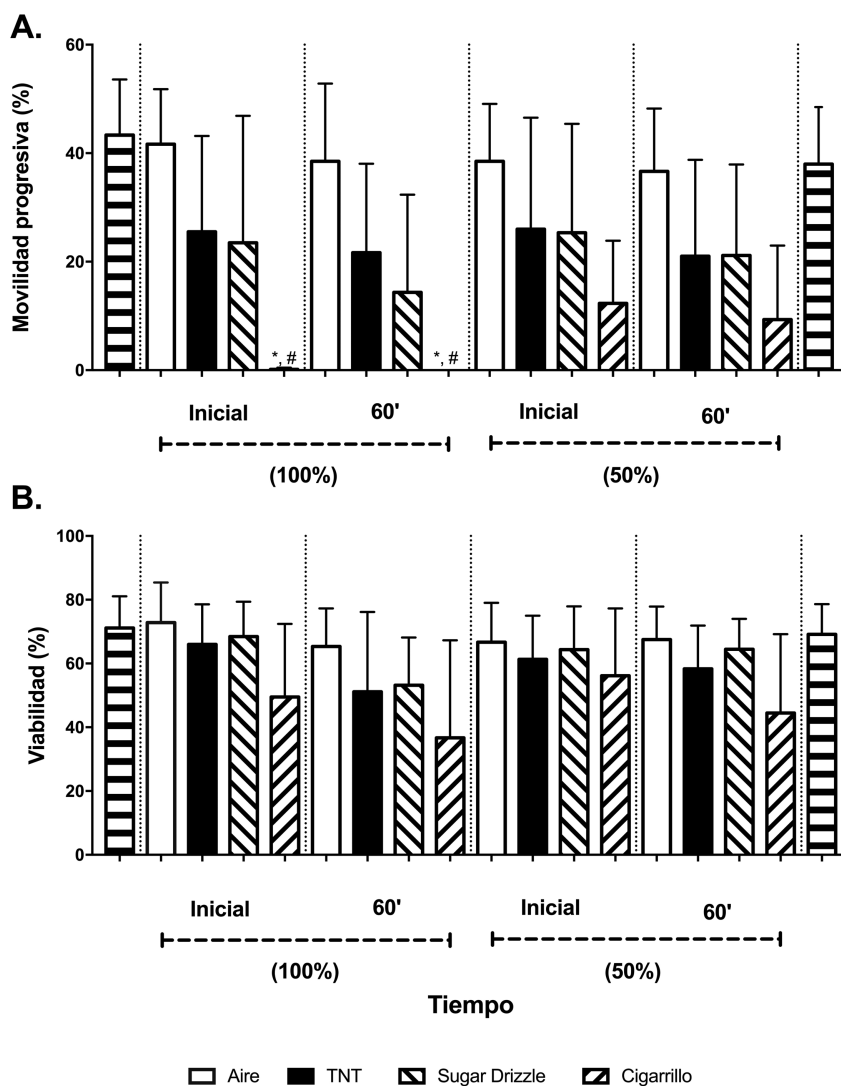 A.
Movilidad progresiva (%)
60
40
20
0
*, #
*, #
Inicial 60' Inicial 60'
(100%) (50%)
B.
Viabilidad (%)
100
80
60
40
20
0
Inicial 60' Inicial 60'
(100%) (50%)
Tiempo
Aire TNT Sugar Drizzle Cigarrillo